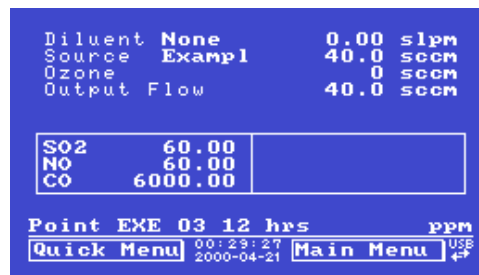 Diluent None 0.00 slpm
Source Exampl 40.0 sccm
Ozone 0 sccm
Output Flow 40.0 sccm
SO2 60.00
NO 60.00
CO 6000.00
Point EXE 03 12 hrs ppm
Quick Menu 00:29:27 2000-04-21 Main Menu USB